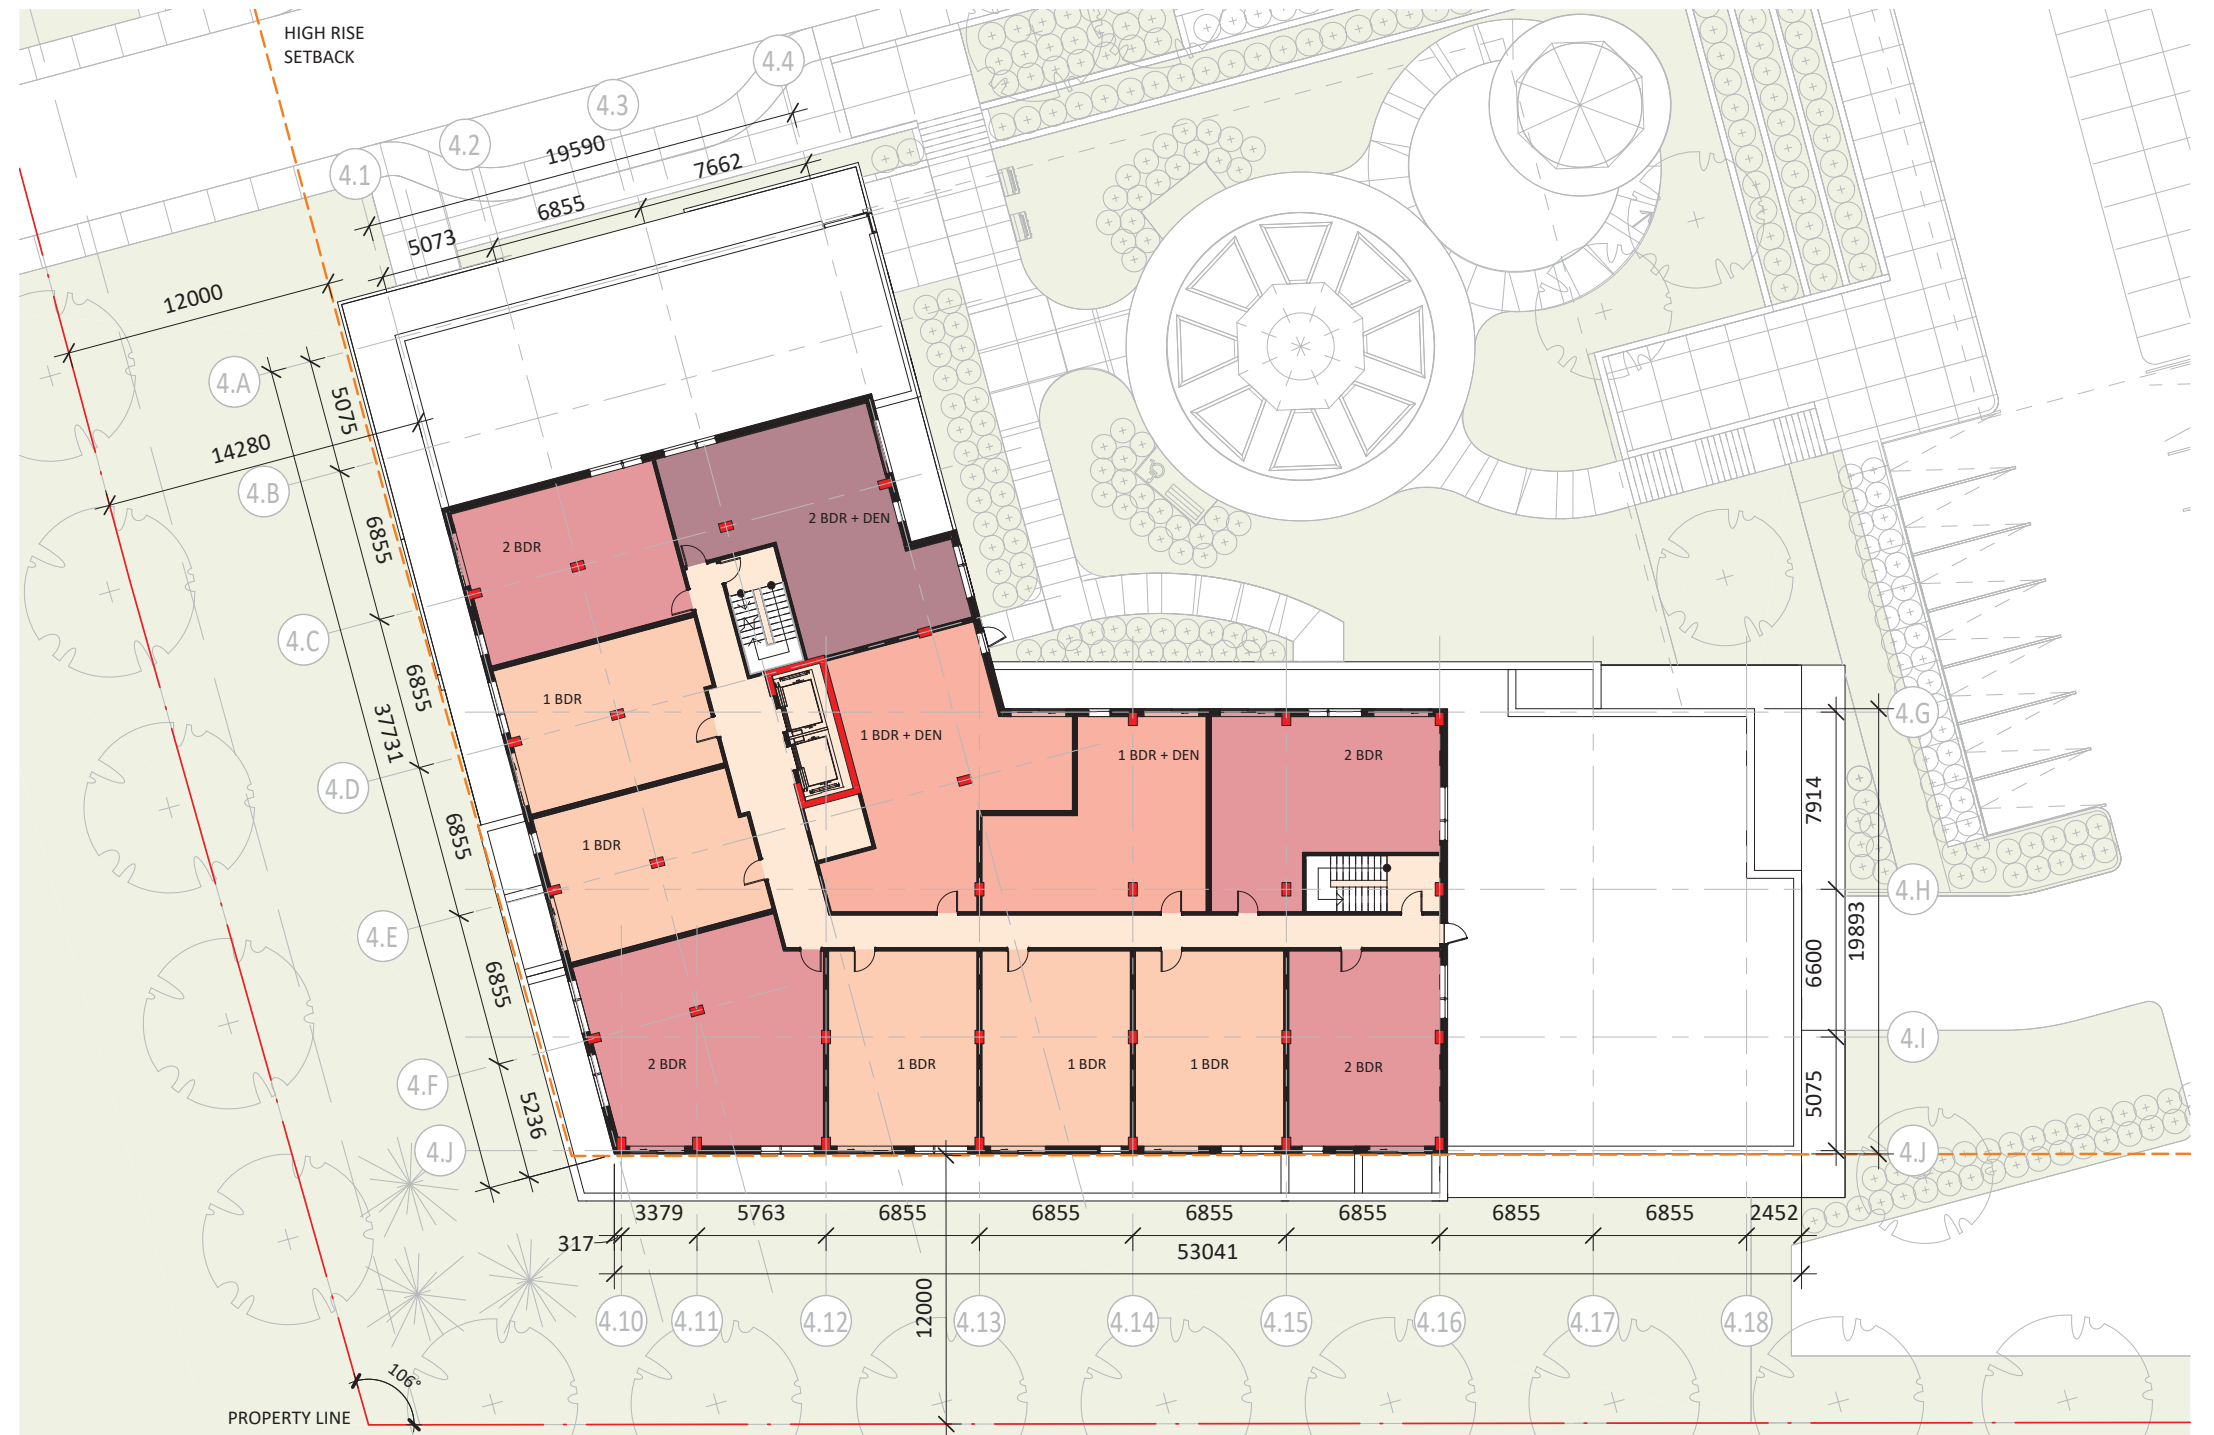 HIGH RISE
SETBACK
4.4
4.3
4.2
4.1
19590
7662
6855
5073
12000
4.A
5075
14280
4.B
6855
2 BDR + DEN
2 BDR
4.C
6855
37731
1 BDR
4.G
1 BDR + DEN
1 BDR + DEN
2 BDR
4.D
7914
6855
1 BDR
4.H
19893
4.E
6600
6855
4.I
2 BDR
1 BDR
1 BDR
1 BDR
2 BDR
4.F
5075
5236
4.J
4.J
3379
5763
6855
6855
6855
6855
6855
6855
2452
317
53041
12000
4.10
4.11
4.12
4.13
4.14
4.15
4.16
4.17
4.18
106°
PROPERTY LINE